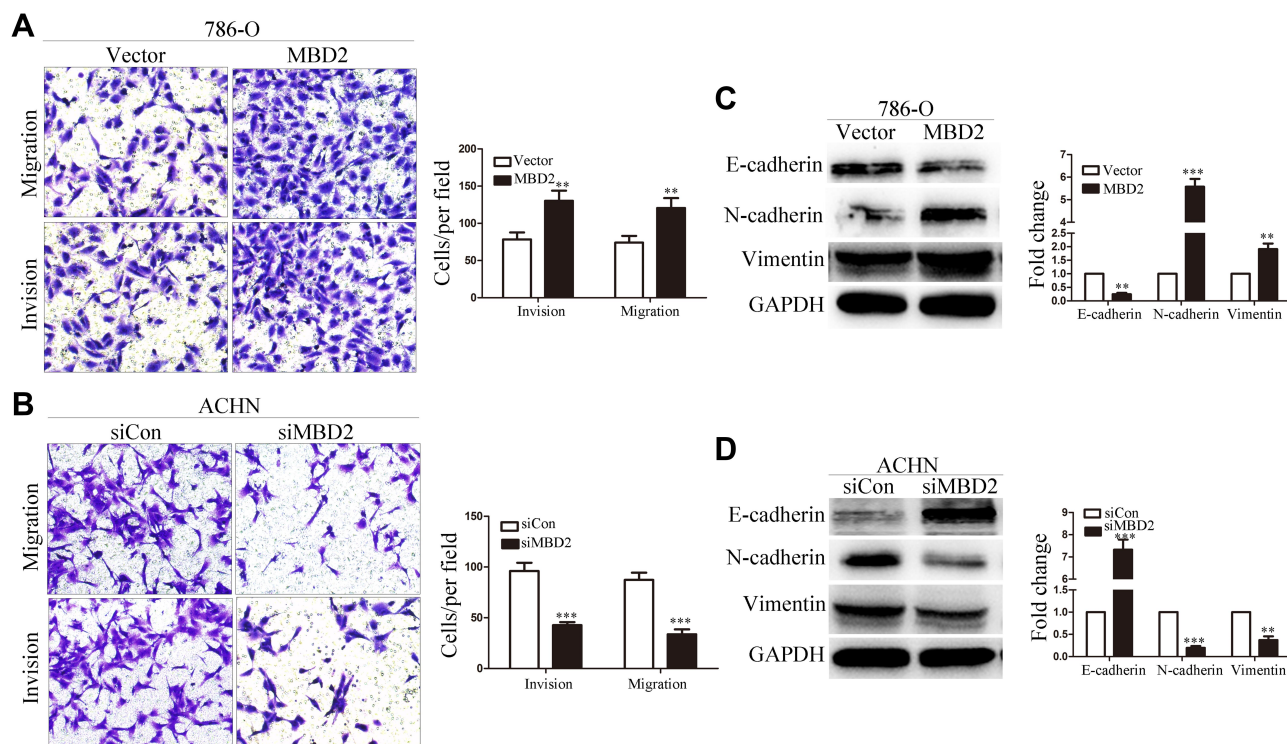 A
786-O
Vector MBD2
Migration
Invision
Cells/per field
150
100
50
0
Vector
MBD2
**
**
Invision Migration
B
ACHN
siCon siMBD2
Migration
Invision
Cells/per field
150
100
50
0
siCon
siMBD2
***
***
Invision Migration
C
786-O
Vector MBD2
E-cadherin
N-cadherin
Vimentin
GAPDH
Fold change
7
6
5
4
2.0
1.5
1.0
0.5
0.0
Vector
MBD2
**
***
**
E-cadherin N-cadherin Vimentin
D
ACHN
siCon siMBD2
E-cadherin
N-cadherin
Vimentin
GAPDH
Fold change
9
8
7
6
1.5
1.0
0.5
0.0
siCon
siMBD2
***
***
**
E-cadherin N-cadherin Vimentin